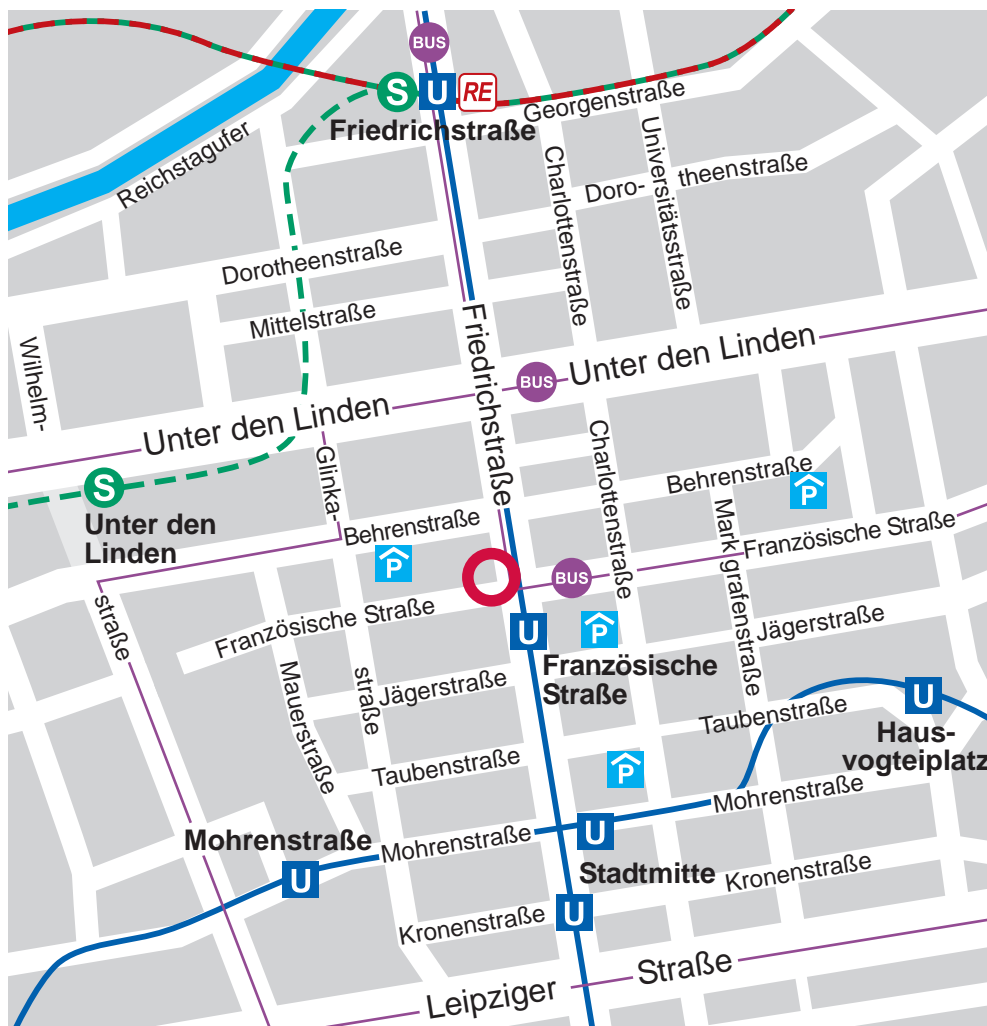 BUS
S
U
RE
Friedrichstraße
Georgenstraße
Reichstagufer
Charlottenstraße
Universitätsstraße
Doro-
theenstraße
Dorotheenstraße
Mittelstraße
Friedrichstraße
Wilhelm-
BUS
Unter den Linden
Unter den Linden
S
Unter den
Linden
Glinka-
Behrenstraße
P
Charlottenstraße
Behrenstraße
P
Markgrafenstraße
Französische Straße
BUS
straße
Französische Straße
U
P
Französische
Straße
Jägerstraße
Mauerstraße
straße
Jägerstraße
Taubenstraße
U
Haus-
vogteiplatz
Taubenstraße
P
Mohrenstraße
Mohrenstraße
U
Mohrenstraße
U
Stadtmitte
Kronenstraße
Kronenstraße
U
Leipziger
Straße